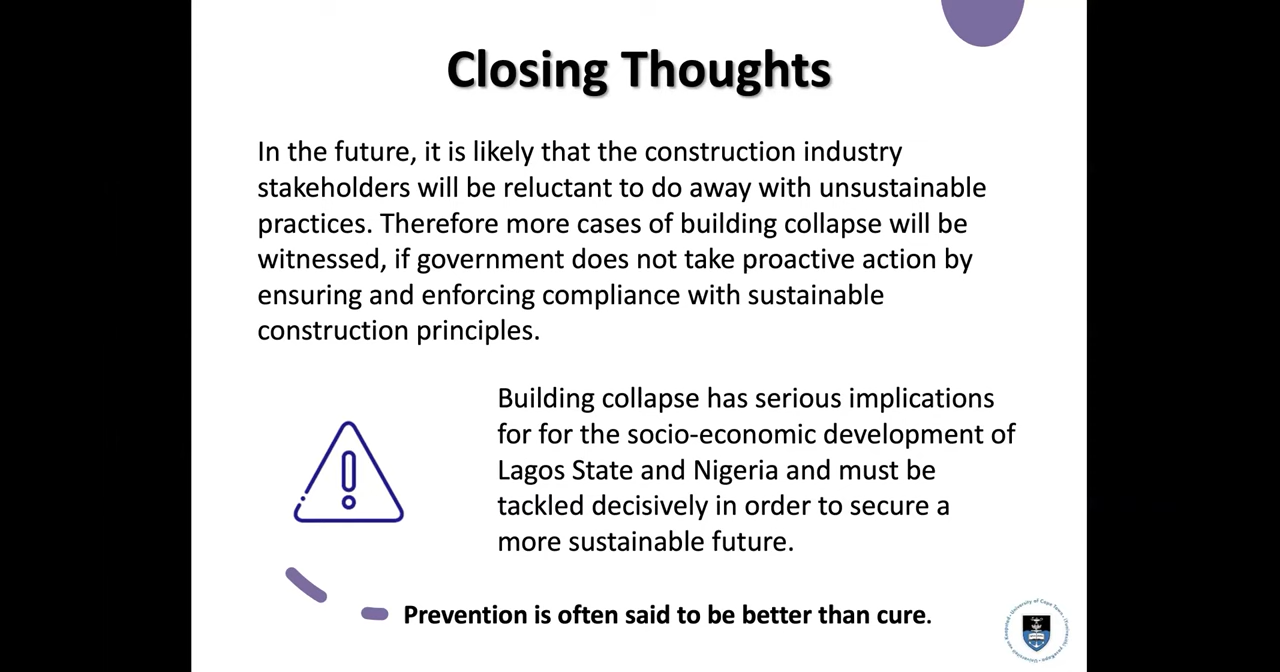 Closing Thoughts
In the future, it is likely that the construction industry
stakeholders will be reluctant to do away with unsustainable
practices. Therefore more cases of building collapse will be
witnessed, if government does not take proactive action by
ensuring and enforcing compliance with sustainable
construction principles.
Building collapse has serious implications
for for the socio-economic development of
Lagos State and Nigeria and must be
tackled decisively in order to secure a
more sustainable future.
Prevention is often said to be better than cure.
University of Cape Town